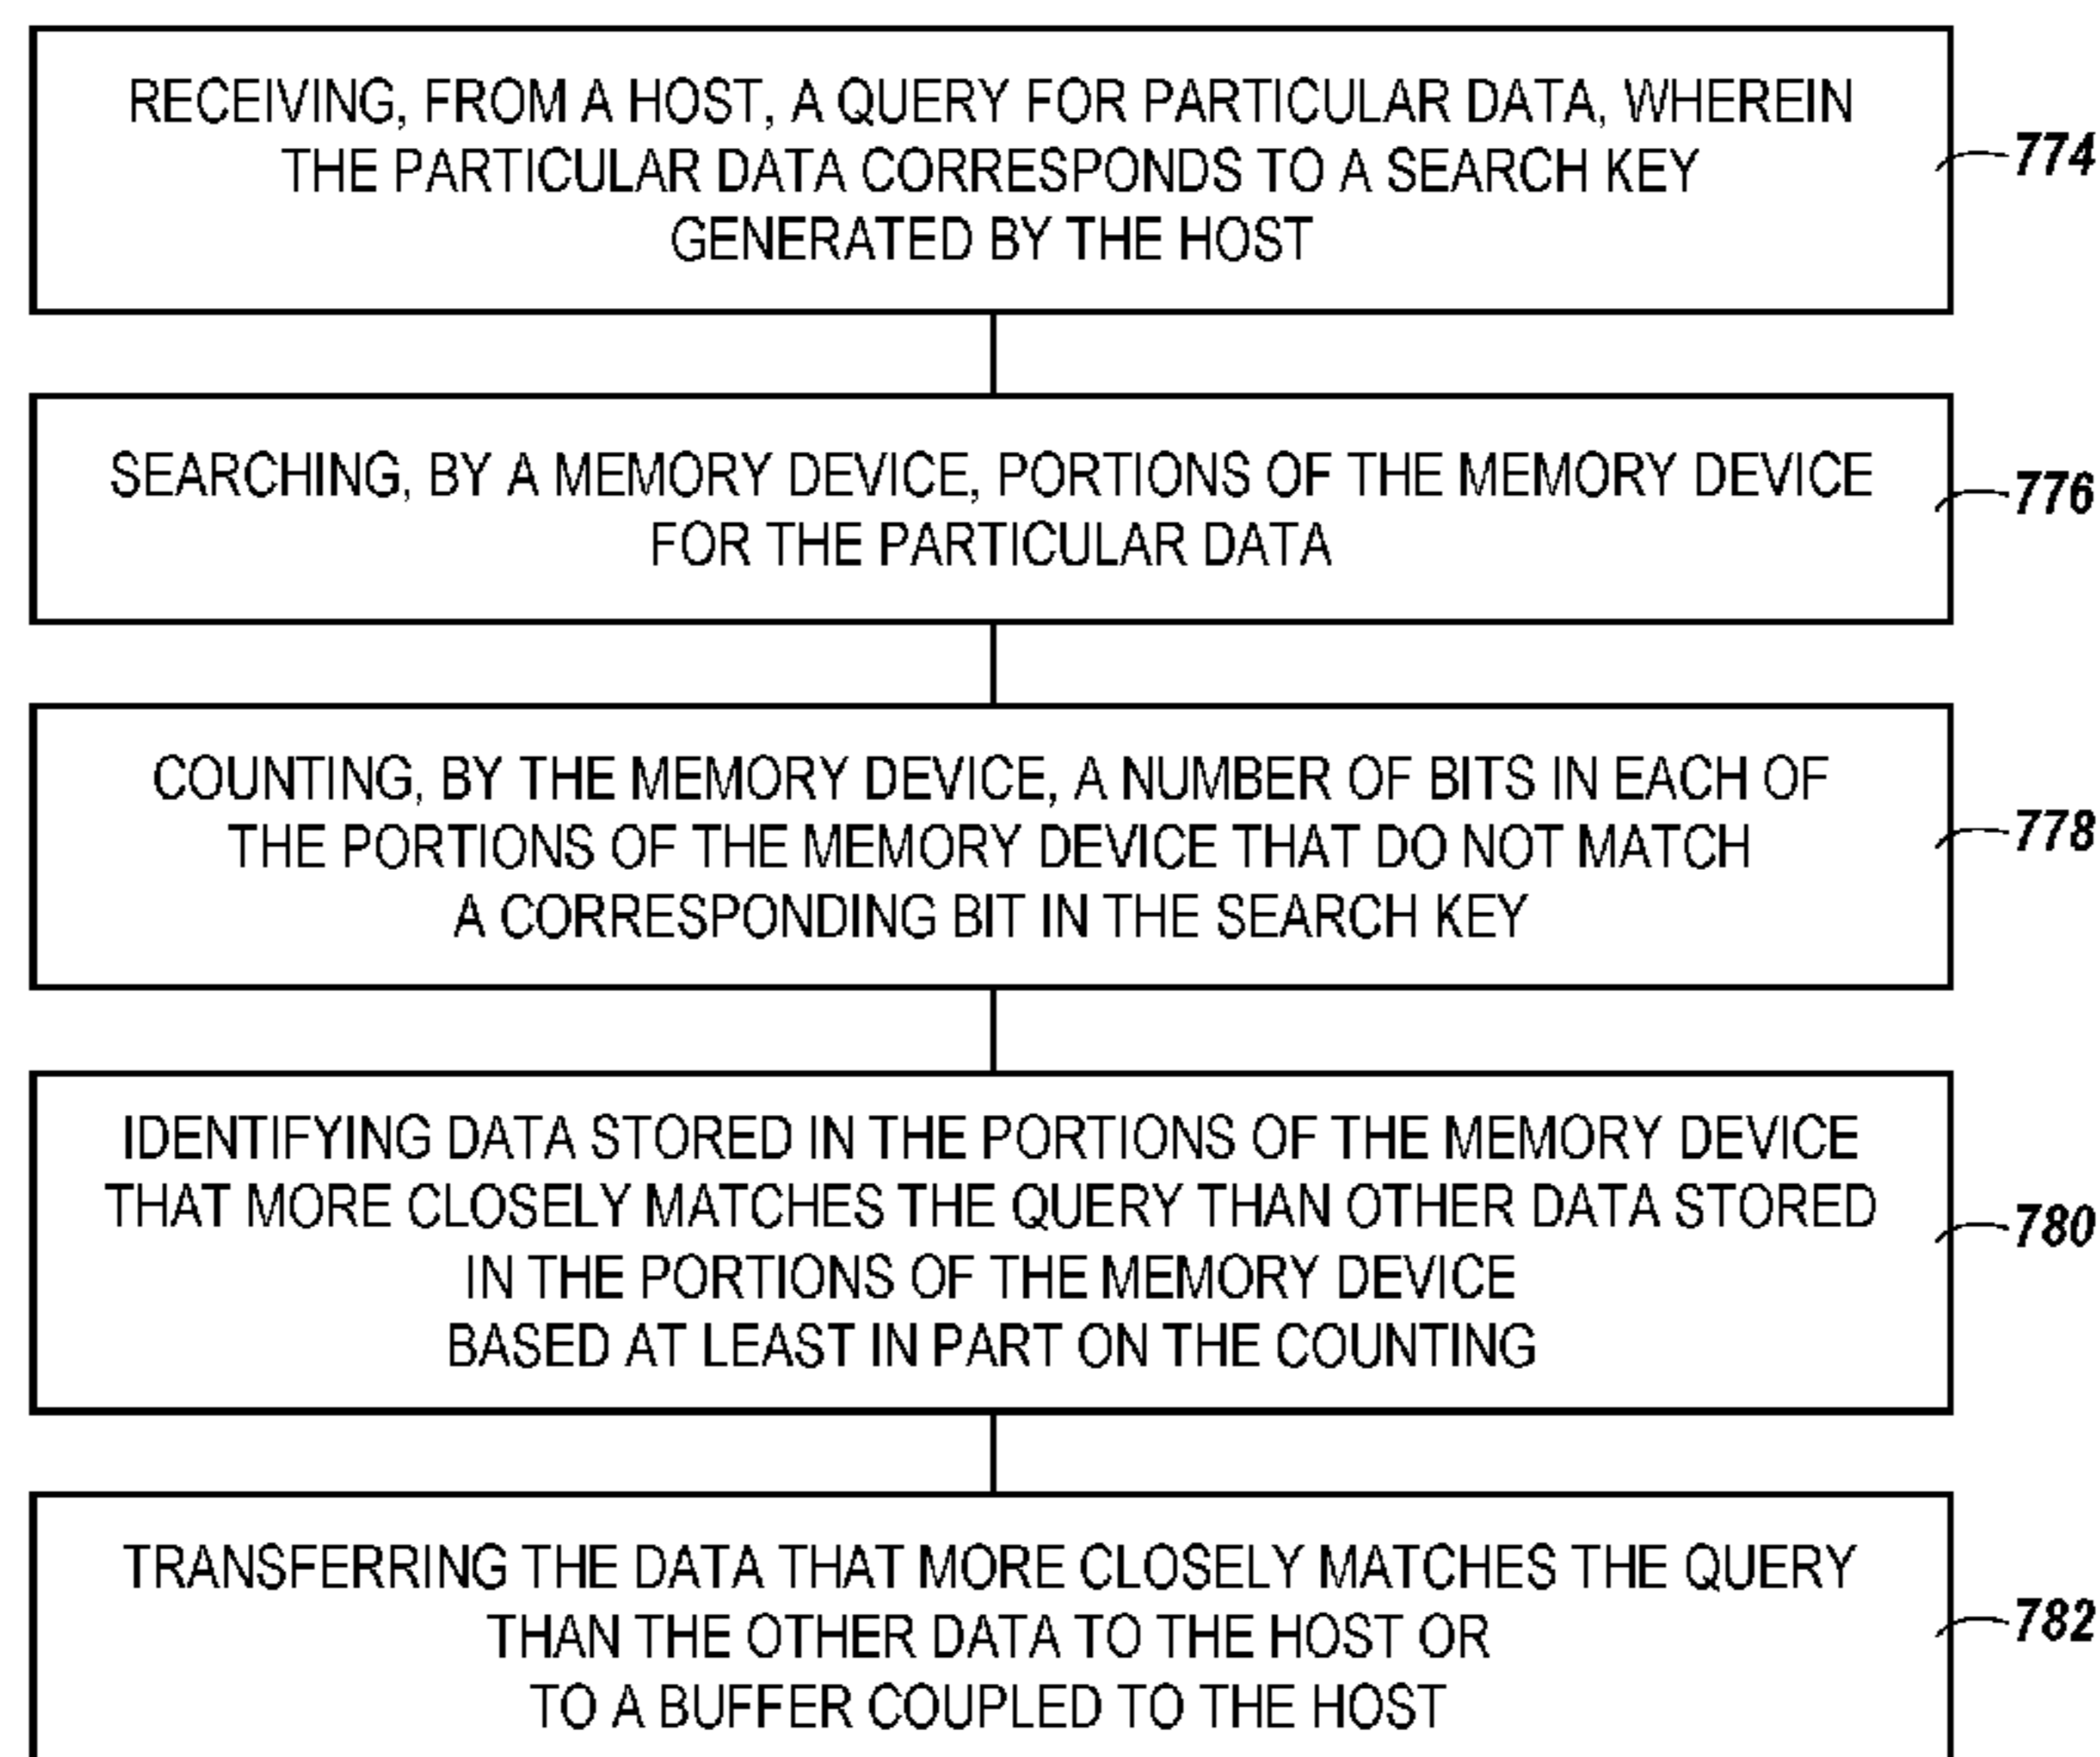 RECEIVING, FROM A HOST, A QUERY FOR PARTICULAR DATA, WHEREIN
THE PARTICULAR DATA CORRESPONDS TO A SEARCH KEY
GENERATED BY THE HOST
774
SEARCHING, BY A MEMORY DEVICE, PORTIONS OF THE MEMORY DEVICE
FOR THE PARTICULAR DATA
776
COUNTING, BY THE MEMORY DEVICE, A NUMBER OF BITS IN EACH OF
THE PORTIONS OF THE MEMORY DEVICE THAT DO NOT MATCH
A CORRESPONDING BIT IN THE SEARCH KEY
778
IDENTIFYING DATA STORED IN THE PORTIONS OF THE MEMORY DEVICE
THAT MORE CLOSELY MATCHES THE QUERY THAN OTHER DATA STORED
IN THE PORTIONS OF THE MEMORY DEVICE
BASED AT LEAST IN PART ON THE COUNTING
780
TRANSFERRING THE DATA THAT MORE CLOSELY MATCHES THE QUERY
THAN THE OTHER DATA TO THE HOST OR
TO A BUFFER COUPLED TO THE HOST
782